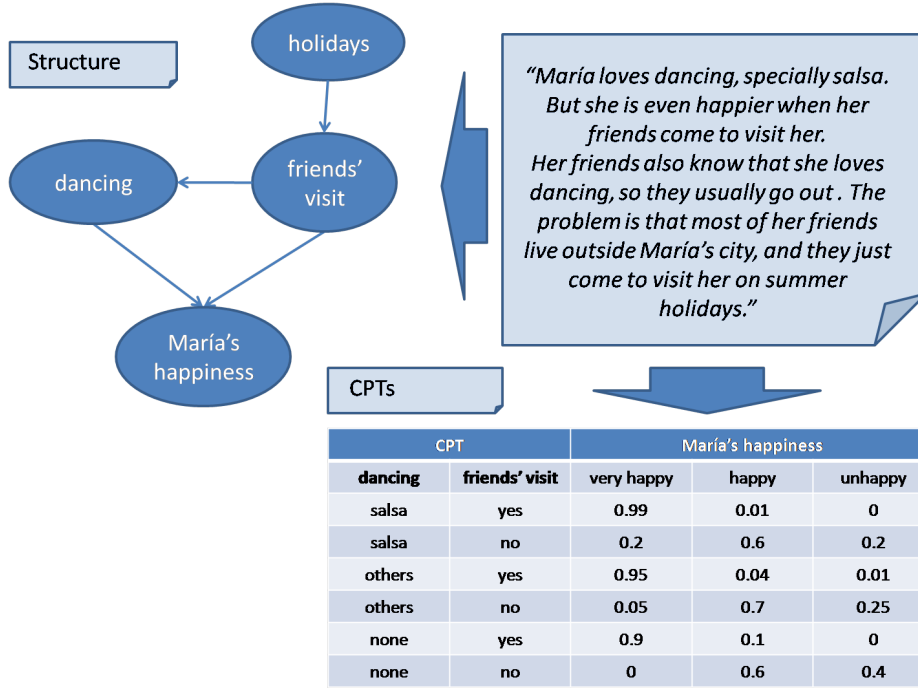 Structure
holidays
friends'
visit
dancing
María's
happiness
“María loves dancing, specially salsa.
But she is even happier when her
friends come to visit her.
Her friends also know that she loves
dancing, so they usually go out . The
problem is that most of her friends
live outside María's city, and they just
come to visit her on summer
holidays.”
CPTs
CPT María's happiness
dancing friends' visit very happy happy unhappy
salsa yes 0.99 0.01 0
salsa no 0.2 0.6 0.2
others yes 0.95 0.04 0.01
others no 0.05 0.7 0.25
none yes 0.9 0.1 0
none no 0 0.6 0.4